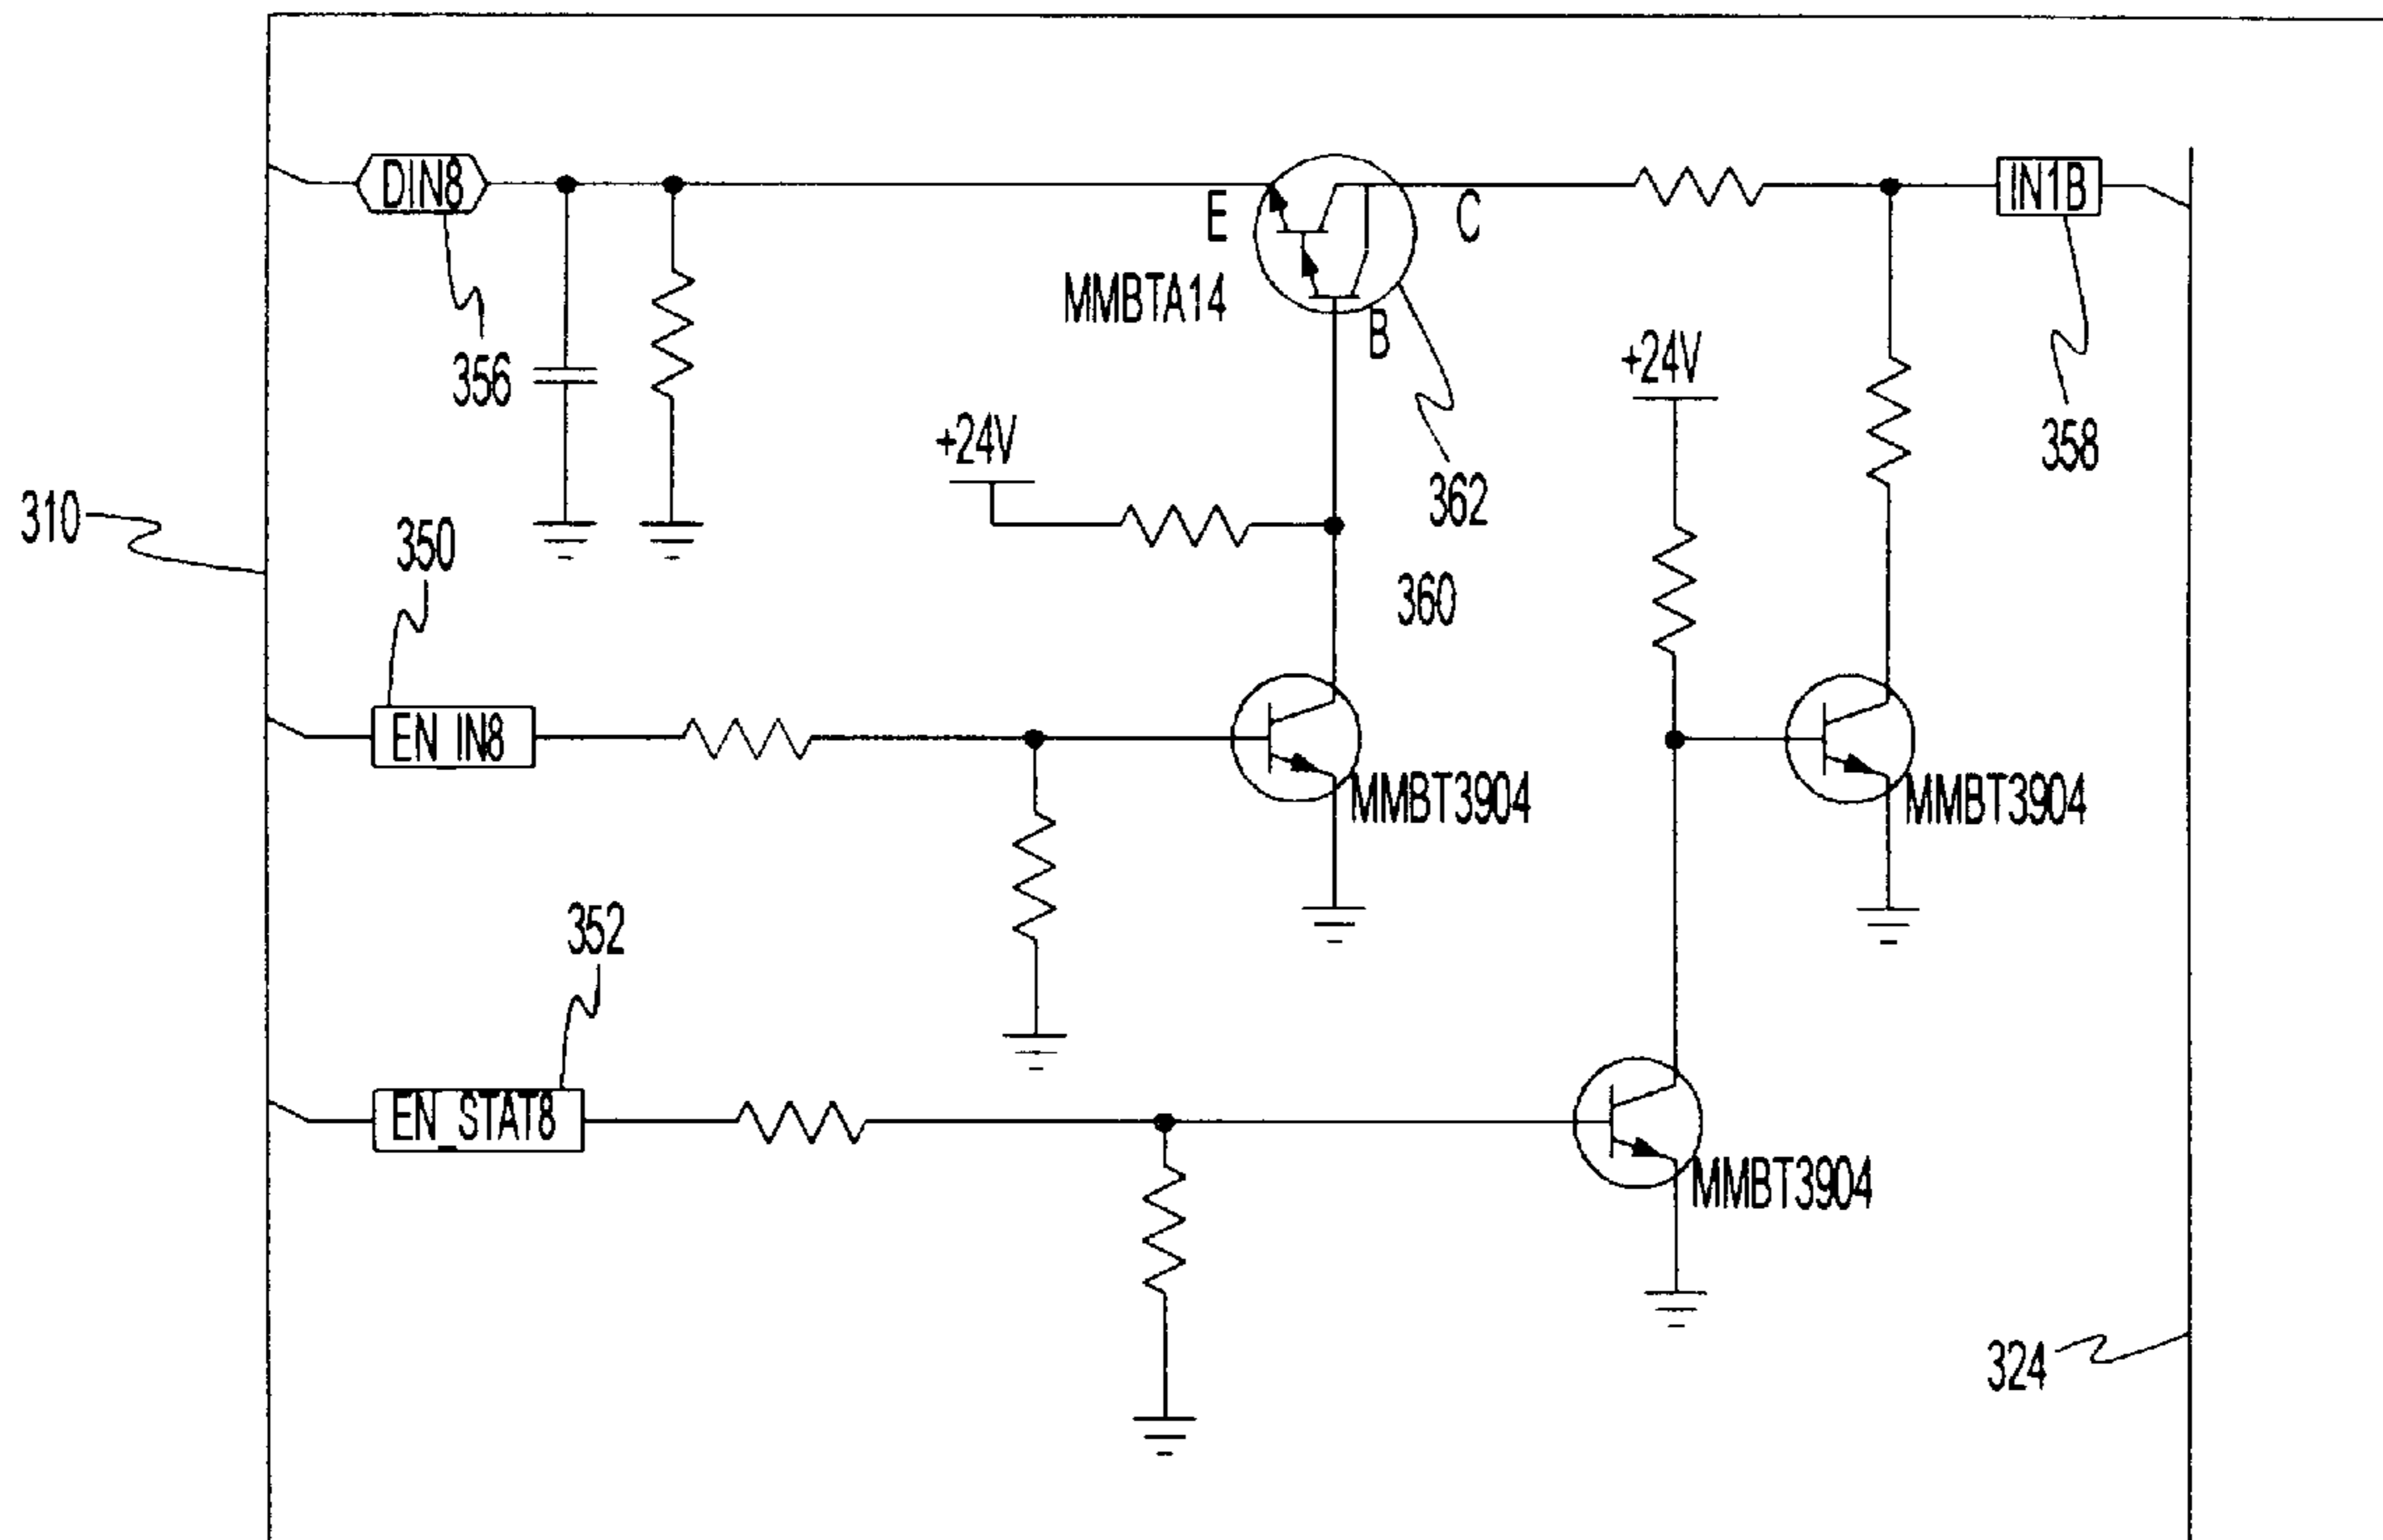 DIN8
E
C
IN1B
MMBTA14
B
356
+24V
358
+24V
362
310
350
360
EN_IN8
MMBT3904
MMBT3904
352
EN_STAT8
MMBT3904
324